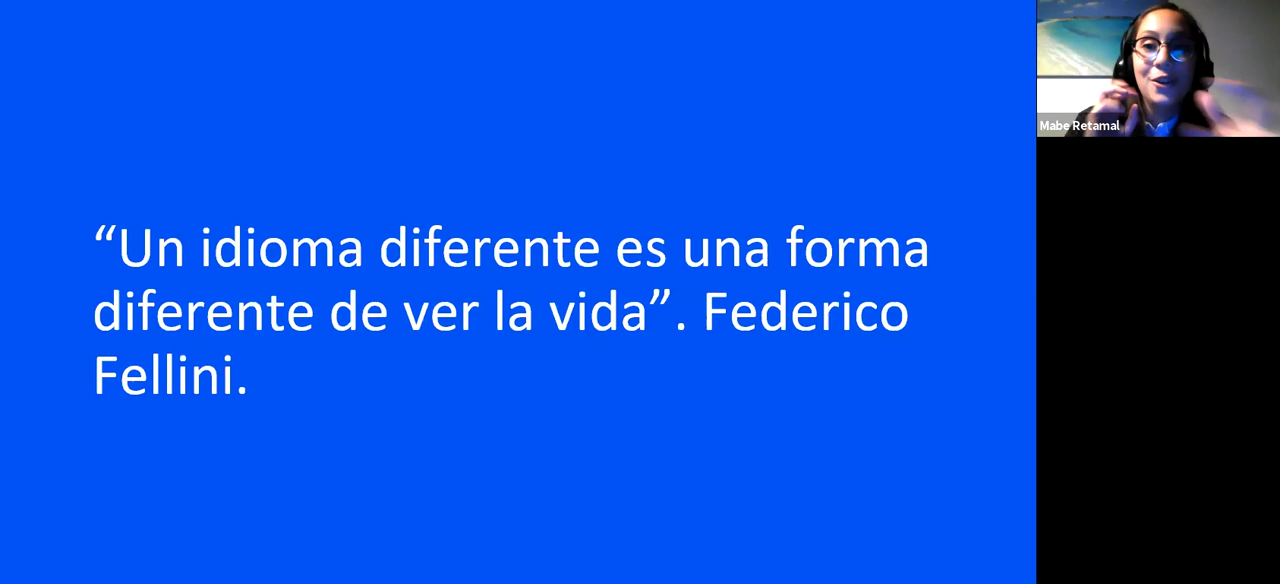 “Un idioma diferente es una forma
diferente de ver la vida”. Federico
Fellini.
Mabe Retamal